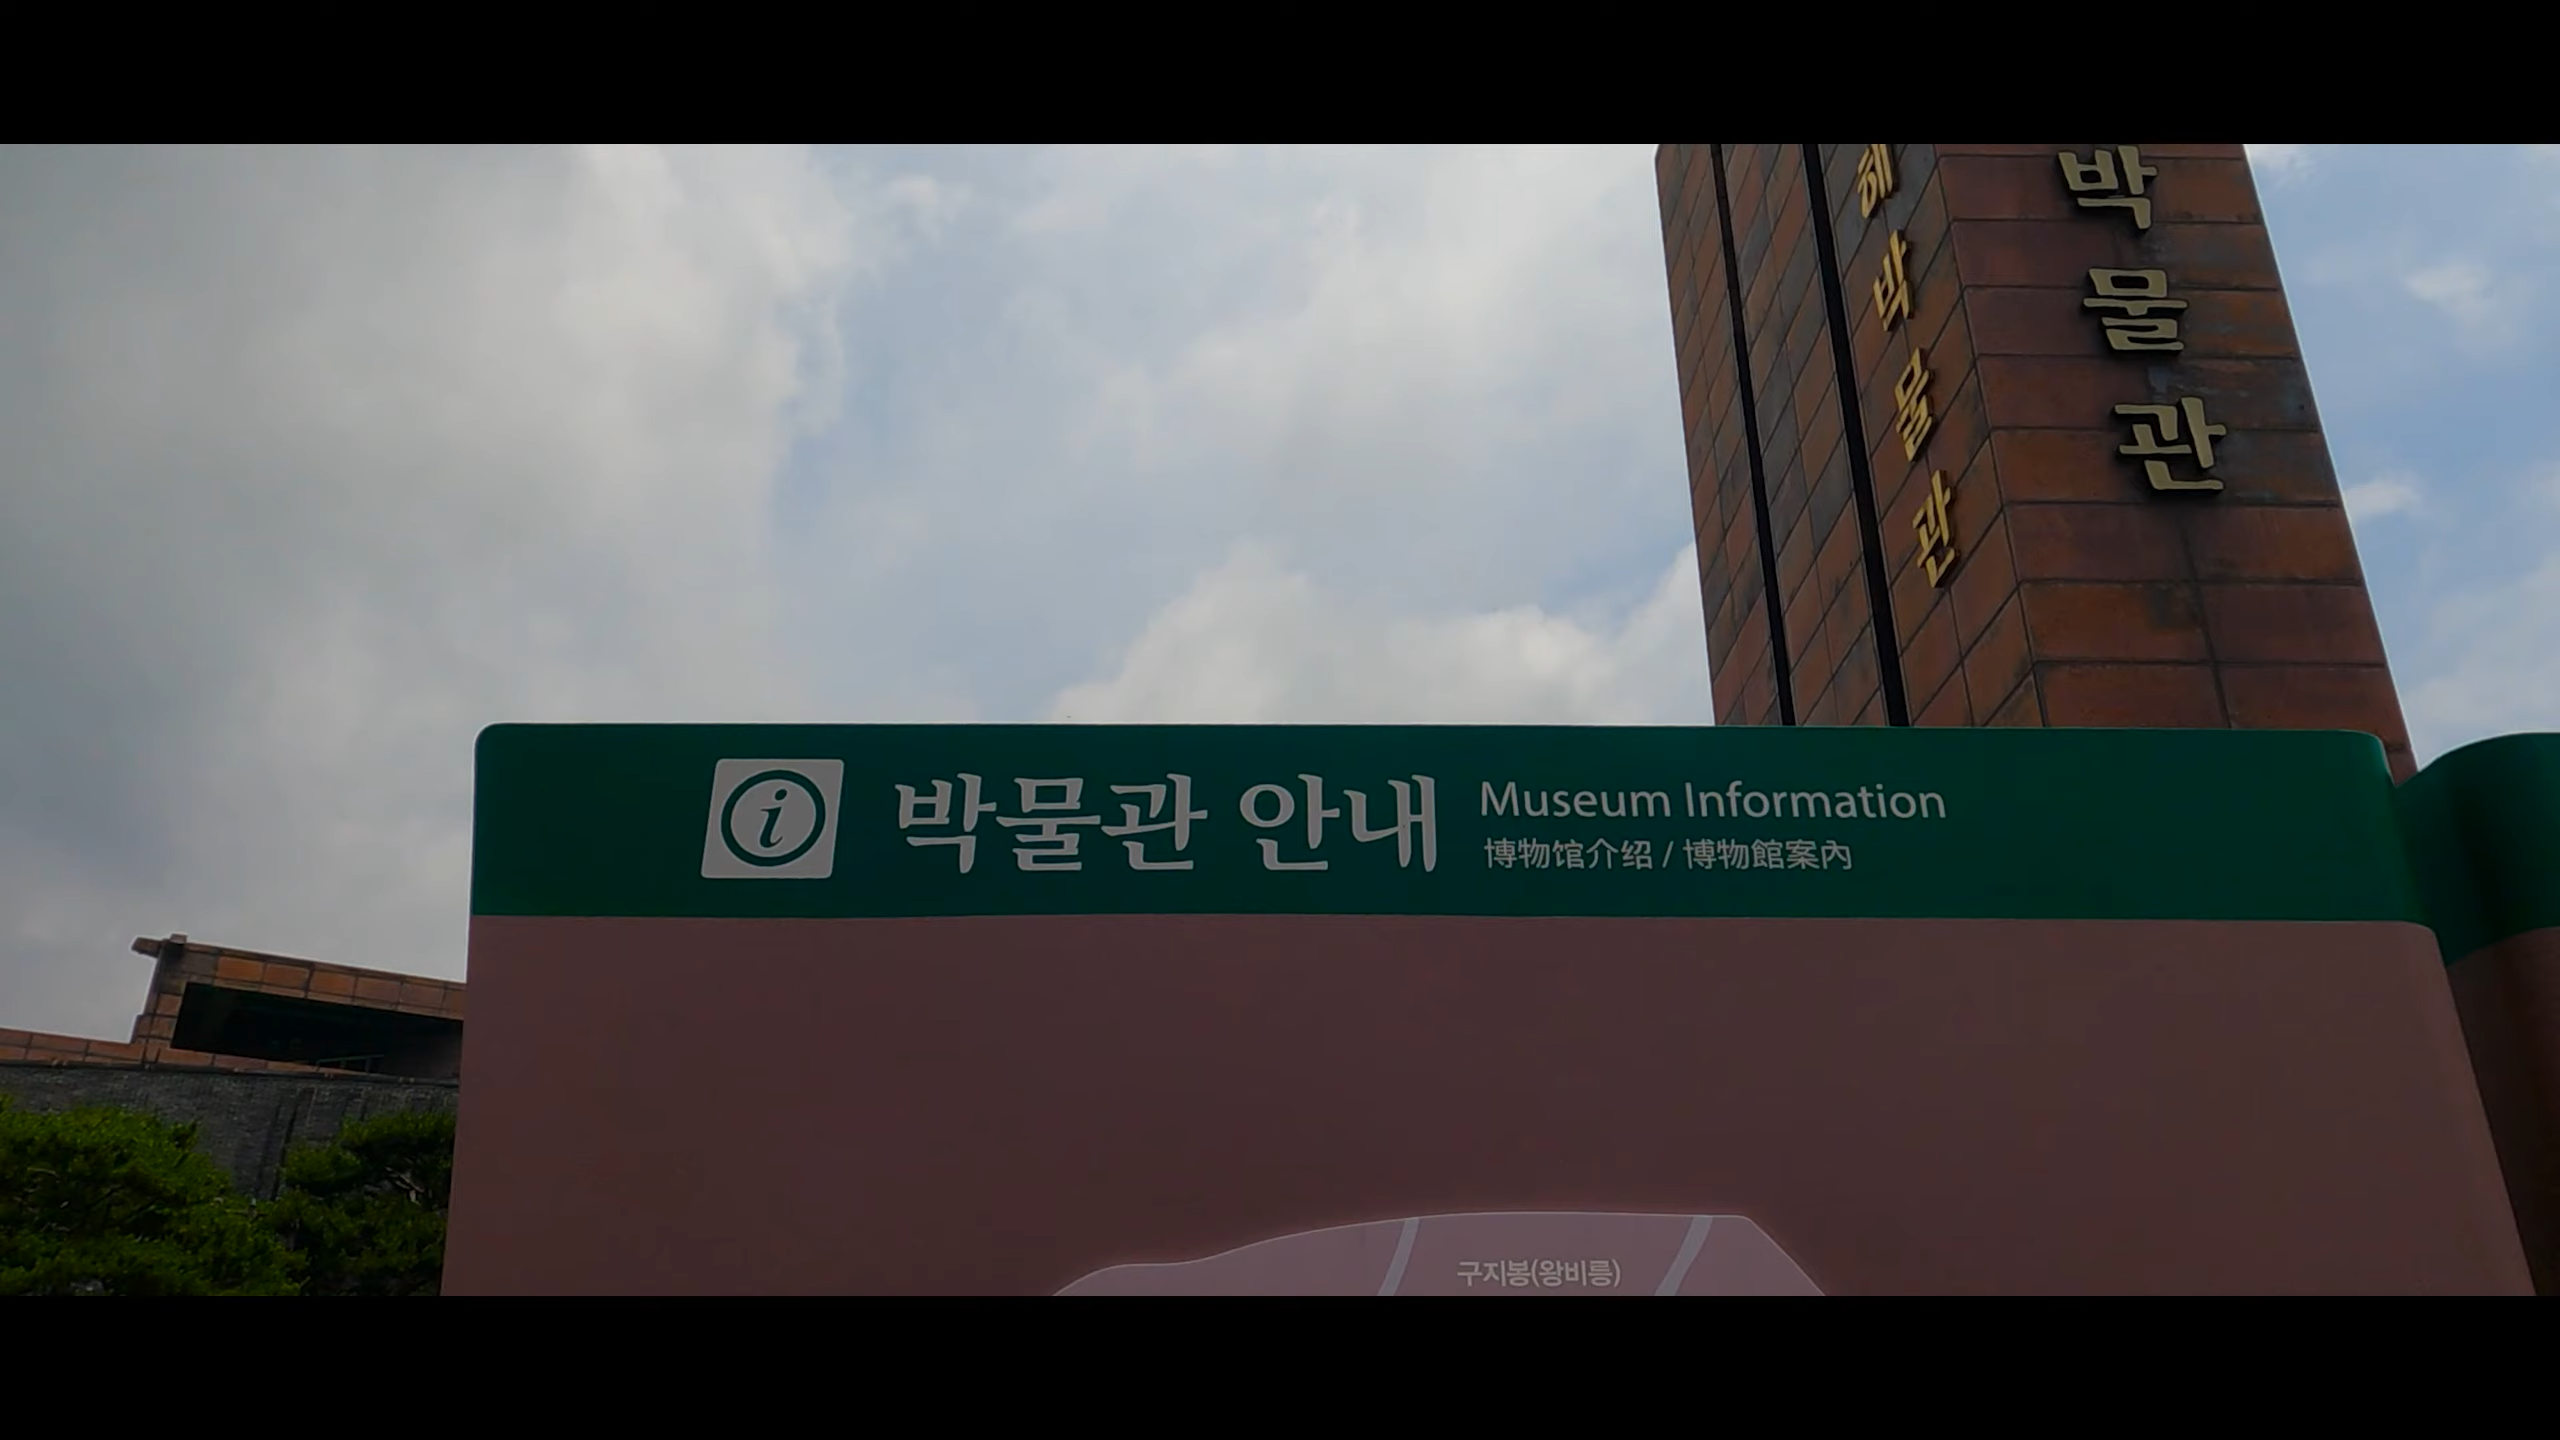 해박물관
박물관
i 박물관 안내
Museum Information
博物馆介绍 / 博物館案內
구지봉(왕비릉)